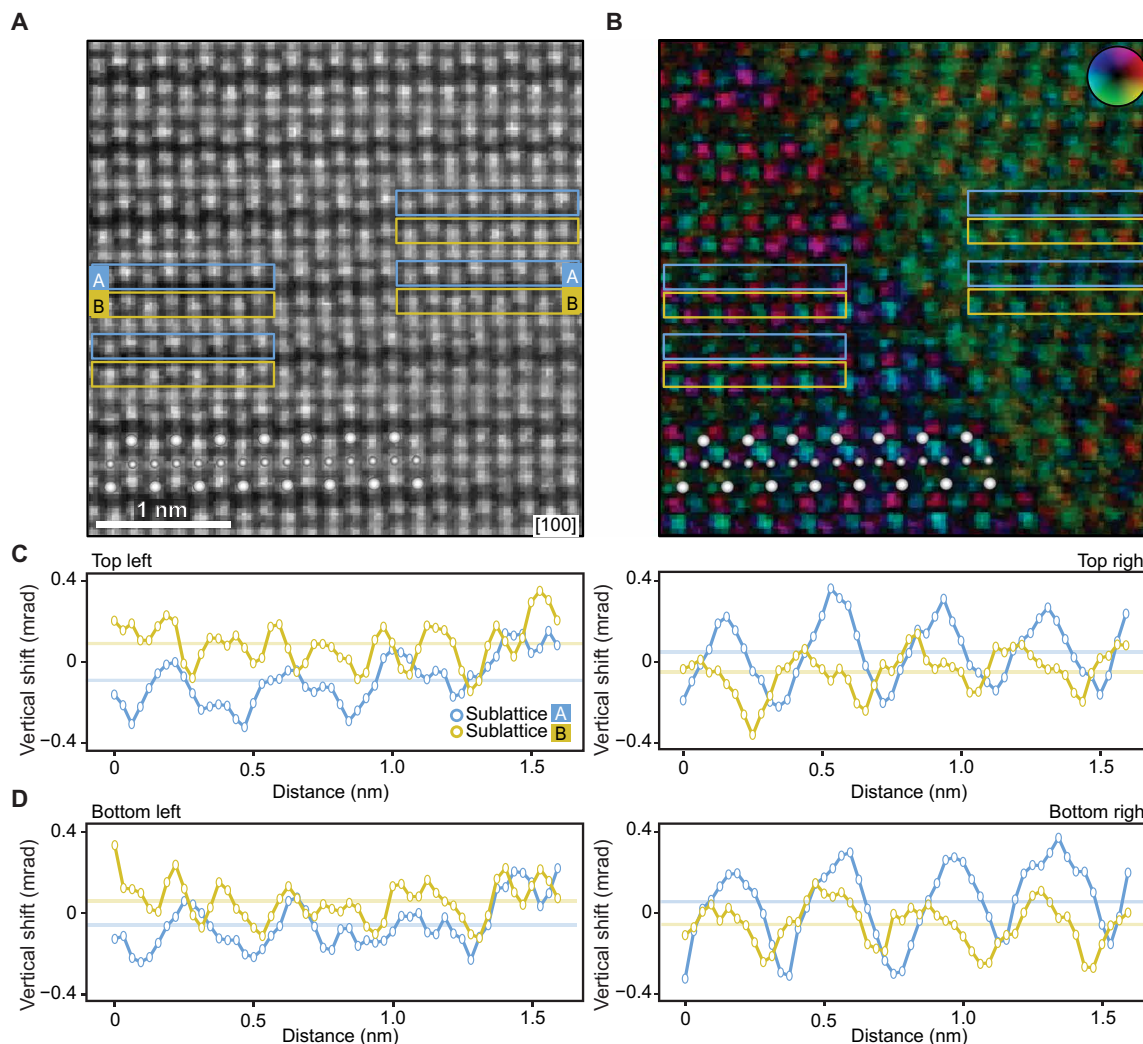 A
B
A
B
A
B
1 nm
[100]
C
Top left
Top righ
Vertical shift (mrad)
0.4
0
−0.4
Sublattice A
Sublattice B
0
0.5
1.0
1.5
Distance (nm)
Vertical shift (mrad)
0.4
0
−0.4
0
0.5
1.0
1.5
Distance (nm)
D
Bottom left
Bottom righ
Vertical shift (mrad)
0.4
0
−0.4
0
0.5
1.0
1.5
Distance (nm)
Vertical shift (mrad)
0.4
0
−0.4
0
0.5
1.0
1.5
Distance (nm)